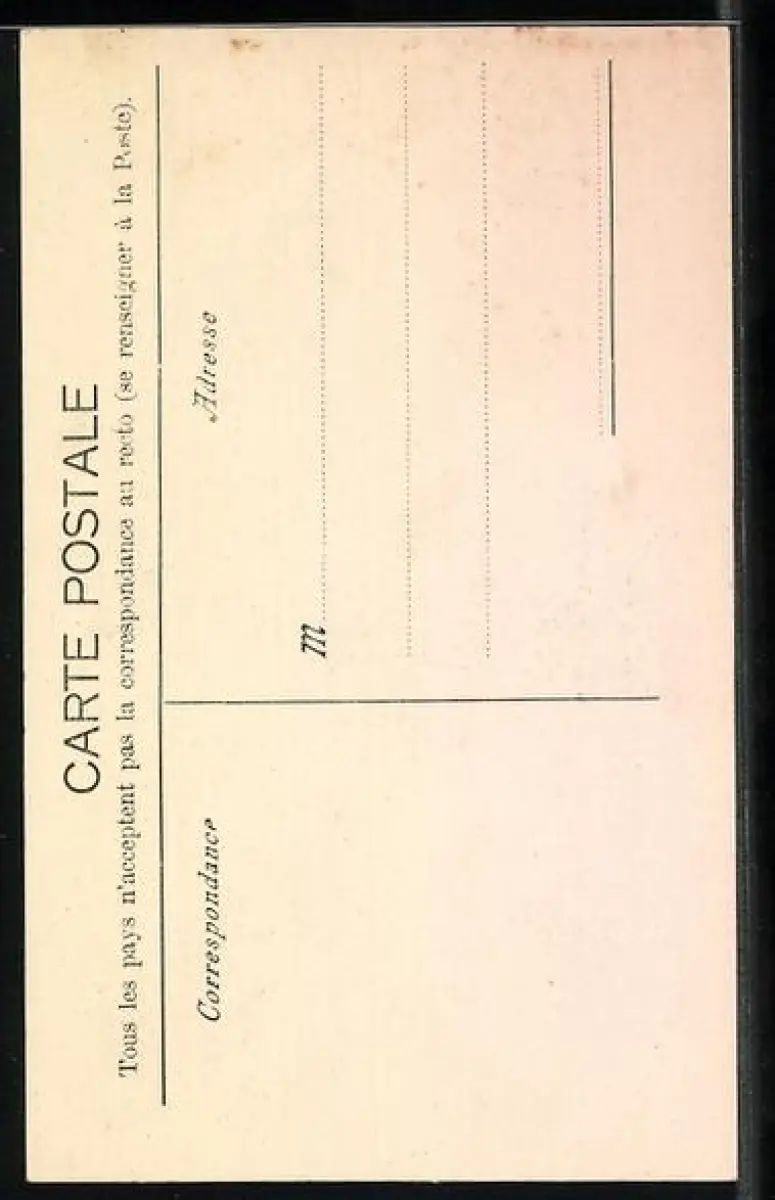 CARTE POSTALE
Tous les pays n'acceptent pas la correspondance au recto (se renseigner à la Poste).
Correspondance
Adresse
M